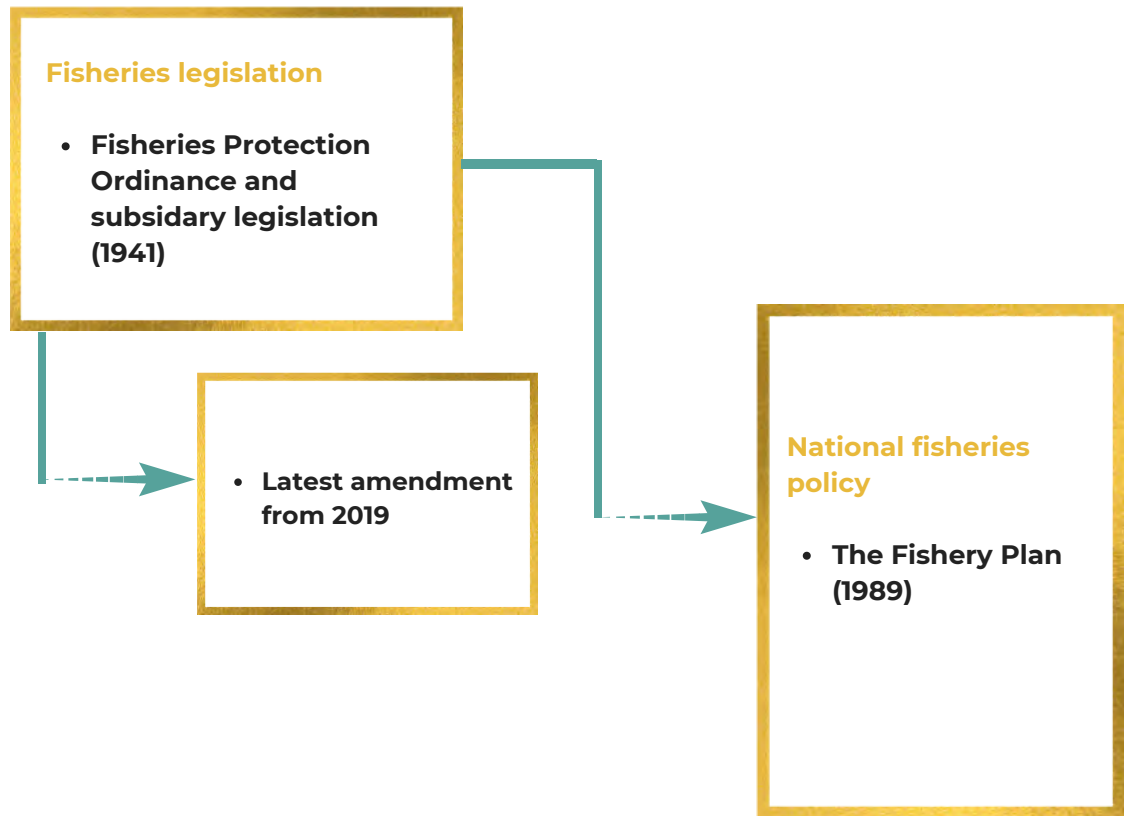 Fisheries legislation
• Fisheries Protection
Ordinance and
subsidary legislation
(1941)
• Latest amendment
from 2019
National fisheries
policy
• The Fishery Plan
(1989)